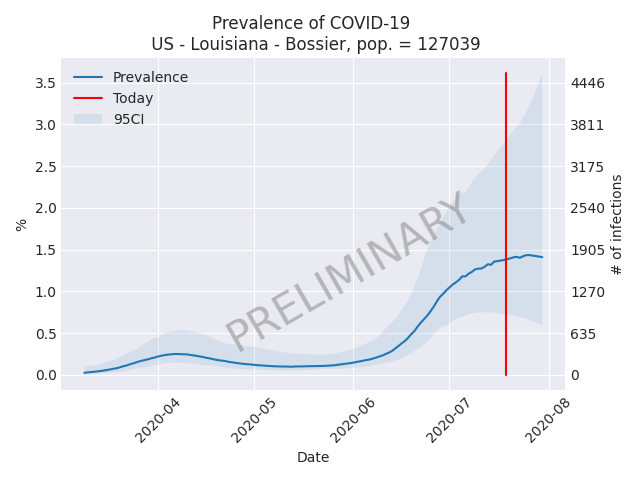 Prevalence of COVID-19
US - Louisiana - Bossier, pop. = 127039
Prevalence
Today
95CI
3.5
3.0
2.5
2.0
1.5
1.0
0.5
0.0
%
4446
3811
3175
2540
1905
1270
635
0
# of infections
PRELIMINARY
2020-04
2020-05
2020-06
2020-07
2020-08
Date